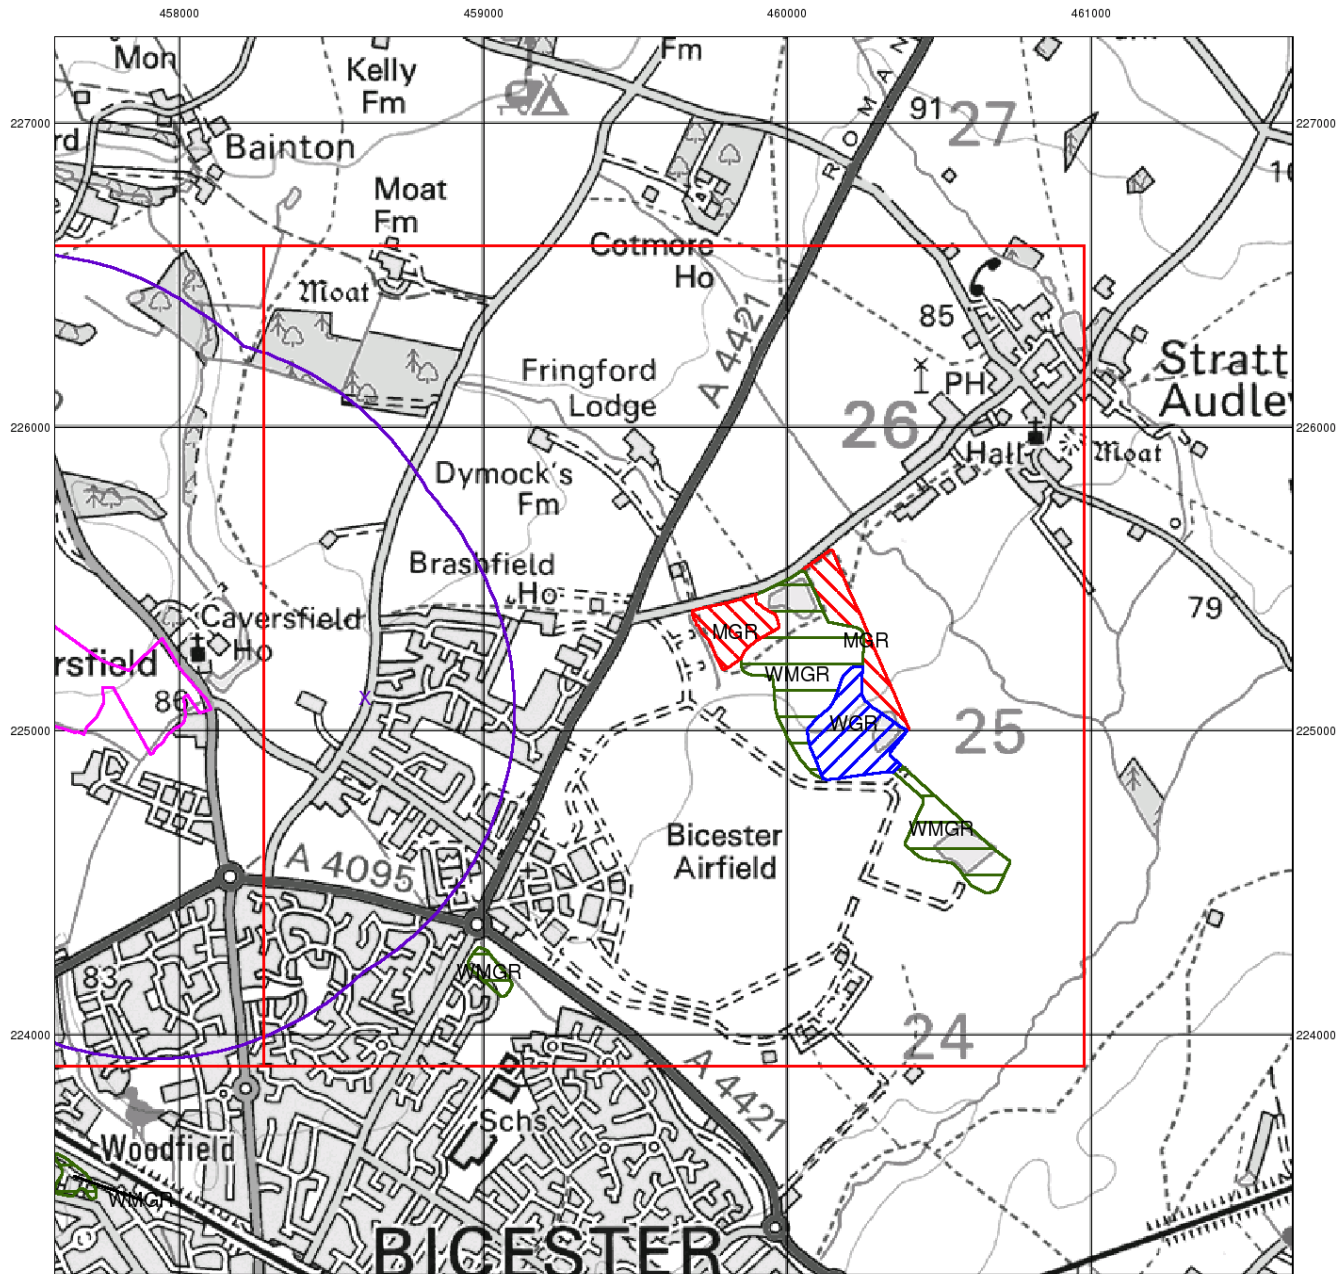 458000 459000 460000 461000
Mon
Kelly
Fm
Fm
ROMAN
91
27
227000
227000
rd
Bainton
Moat
Fm
Cotmore
Ho
Moat
A 4421
85
Stratt
Audley
PH
Fringford
Lodge
26
226000
226000
Hall
Moat
Dymock's
Fm
Brashfield
Ho
Caversfield
Ho
79
MGR
MGR
rsfield
WMGR
86
X
WGR
25
225000
225000
Bicester
Airfield
WMGR
A 4095
83
WMGR
24
224000
224000
A 4421
Schs
Woodfield
WMGR
BICESTER